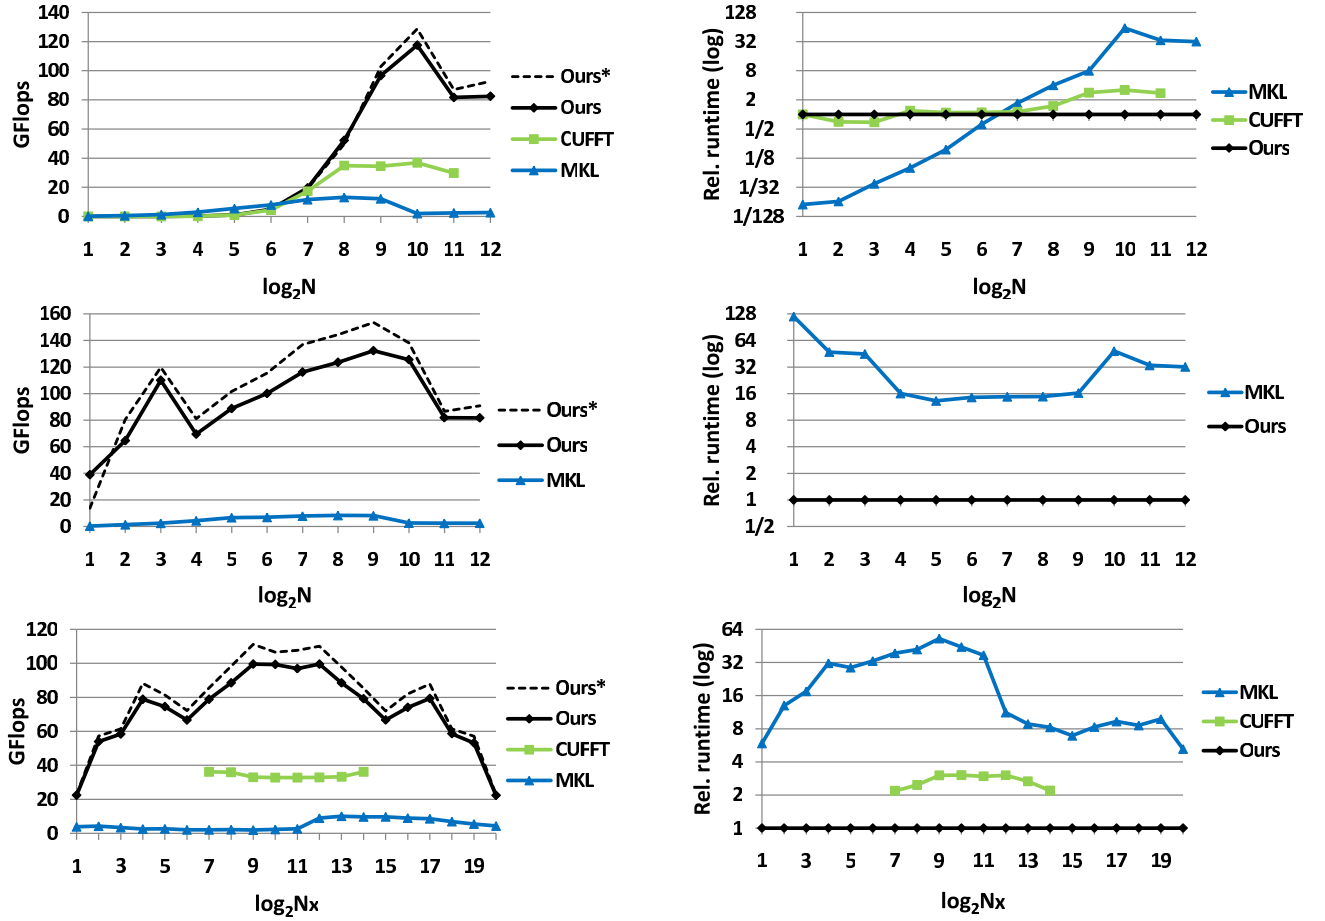 GFlops
140
120
100
80
60
40
20
0
1 2 3 4 5 6 7 8 9 10 11 12
log2N
Ours*
Ours
CUFFT
MKL
Rel. runtime (log)
128
32
8
2
1/2
1/8
1/32
1/128
1 2 3 4 5 6 7 8 9 10 11 12
log2N
MKL
CUFFT
Ours
GFlops
160
140
120
100
80
60
40
20
0
1 2 3 4 5 6 7 8 9 10 11 12
log2N
Ours*
Ours
MKL
Rel. runtime (log)
128
64
32
16
8
4
2
1
1/2
1 2 3 4 5 6 7 8 9 10 11 12
log2N
MKL
Ours
GFlops
120
100
80
60
40
20
0
1 3 5 7 9 11 13 15 17 19
log2Nx
Ours*
Ours
CUFFT
MKL
Rel. runtime (log)
64
32
16
8
4
2
1
1 3 5 7 9 11 13 15 17 19
log2Nx
MKL
CUFFT
Ours